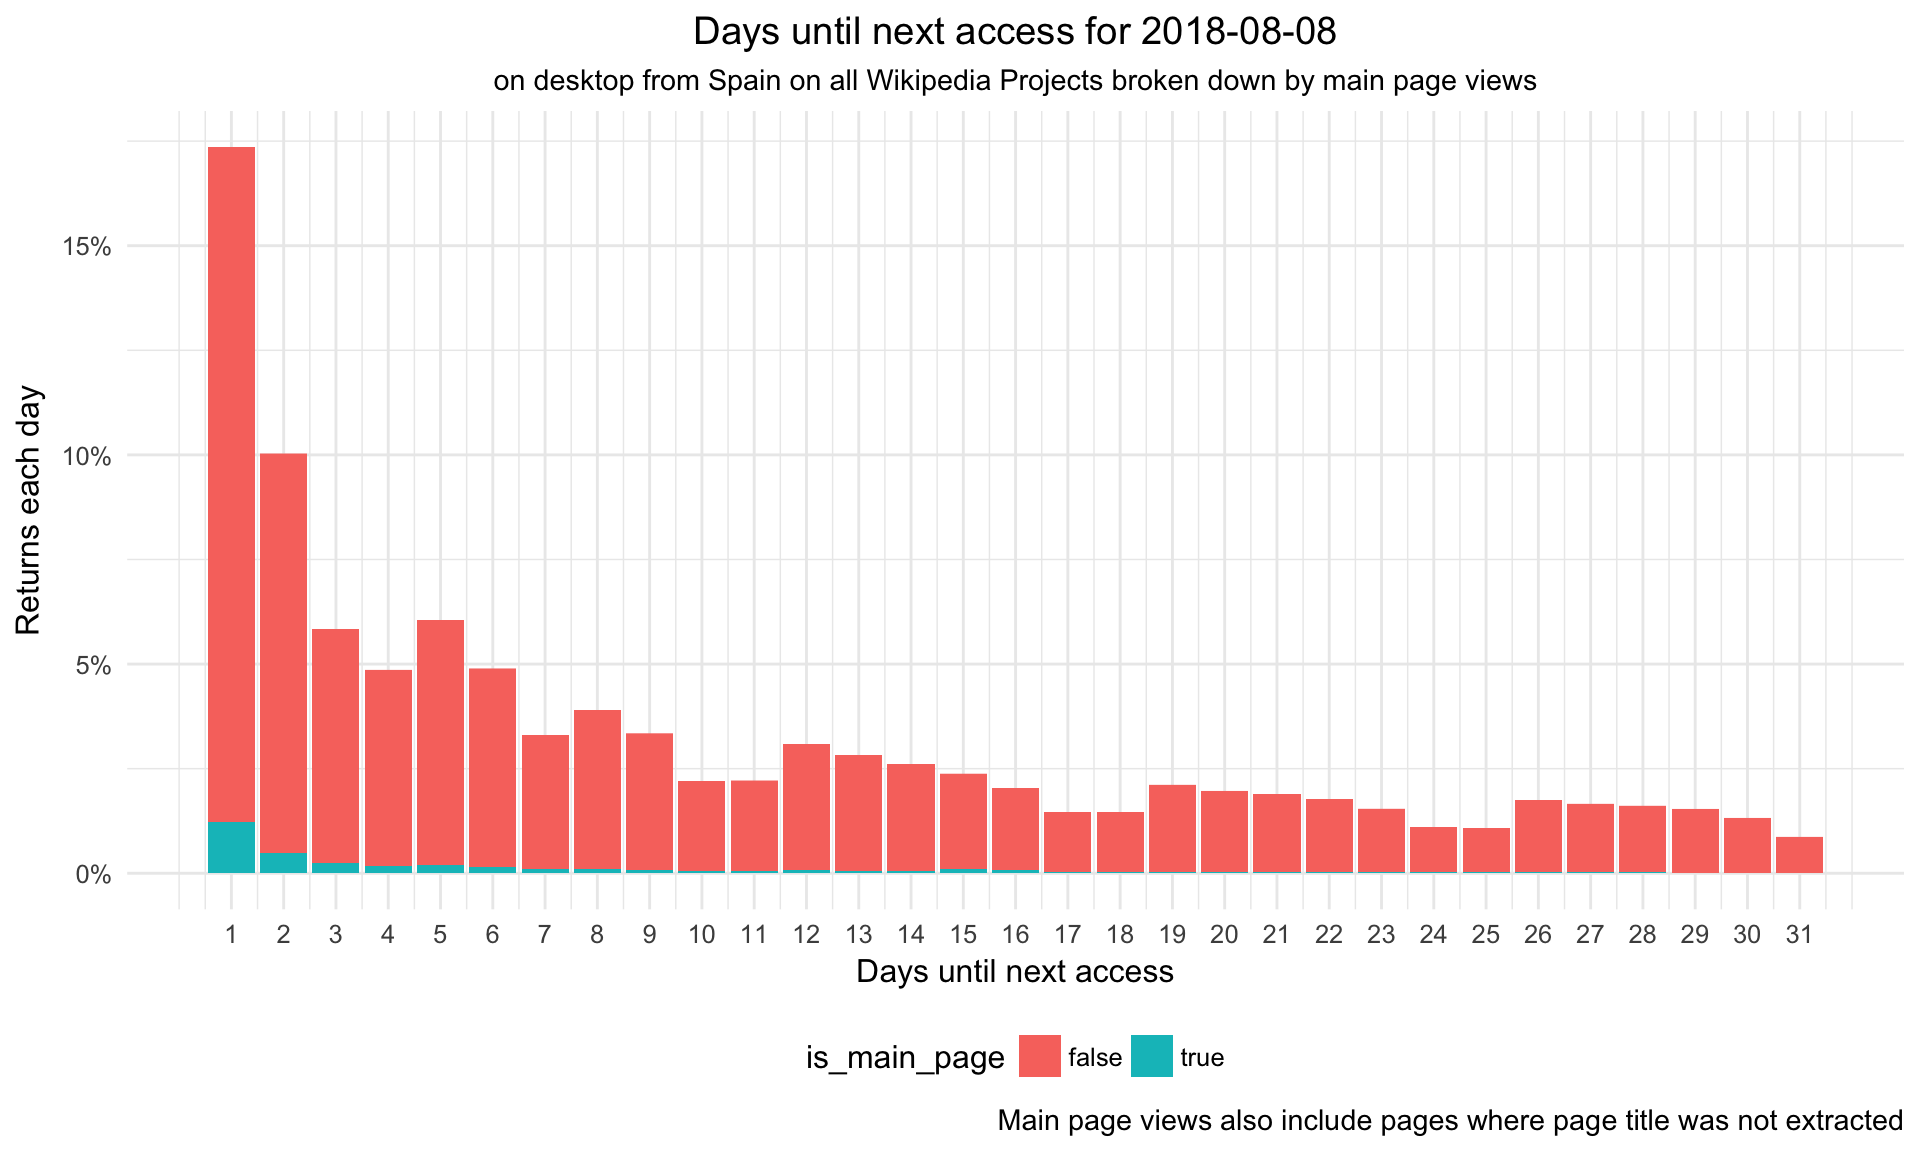 Days until next access for 2018-08-08
on desktop from Spain on all Wikipedia Projects broken down by main page views
Returns each day
15%
10%
5%
0%
1 2 3 4 5 6 7 8 9 10 11 12 13 14 15 16 17 18 19 20 21 22 23 24 25 26 27 28 29 30 31
Days until next access
is_main_page false true
Main page views also include pages where page title was not extracted